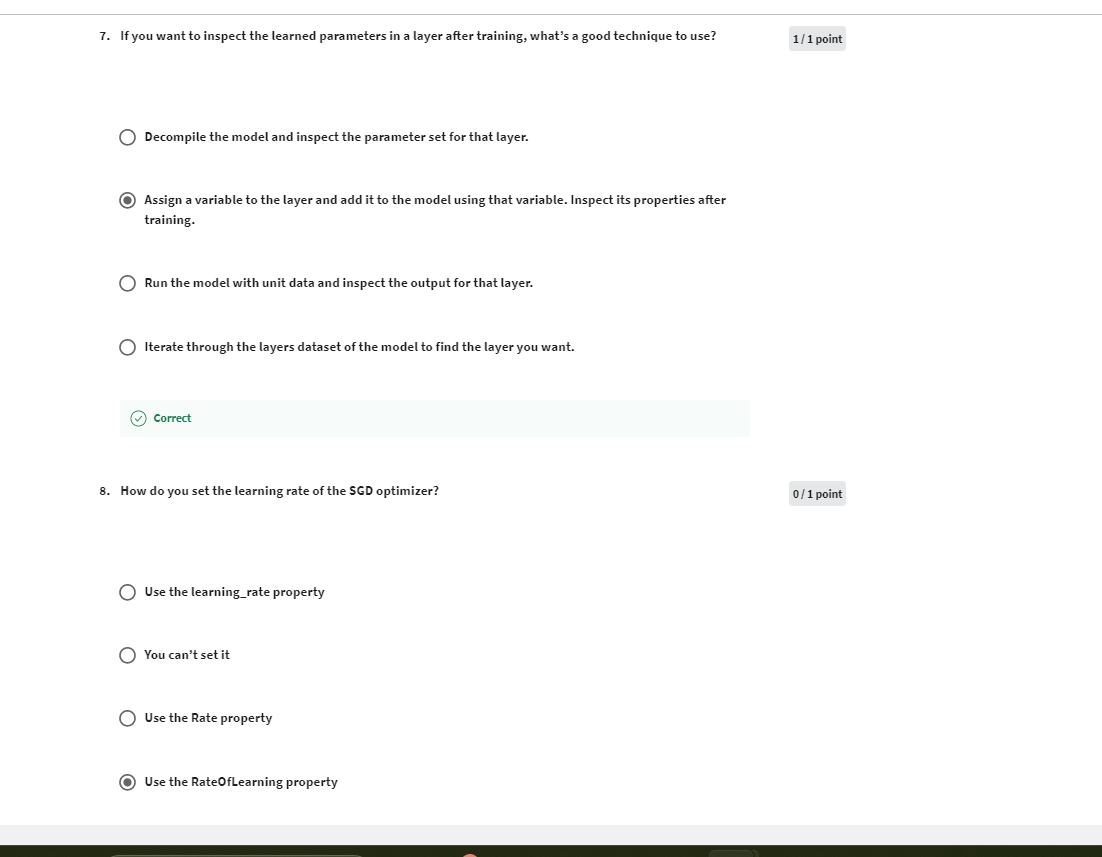 7. If you want to inspect the learned parameters in a layer after training, what’s a good technique to use?
1 / 1 point
Decompile the model and inspect the parameter set for that layer.
Assign a variable to the layer and add it to the model using that variable. Inspect its properties after
training.
Run the model with unit data and inspect the output for that layer.
Iterate through the layers dataset of the model to find the layer you want.
Correct
8. How do you set the learning rate of the SGD optimizer?
0 / 1 point
Use the learning_rate property
You can’t set it
Use the Rate property
Use the RateOfLearning property